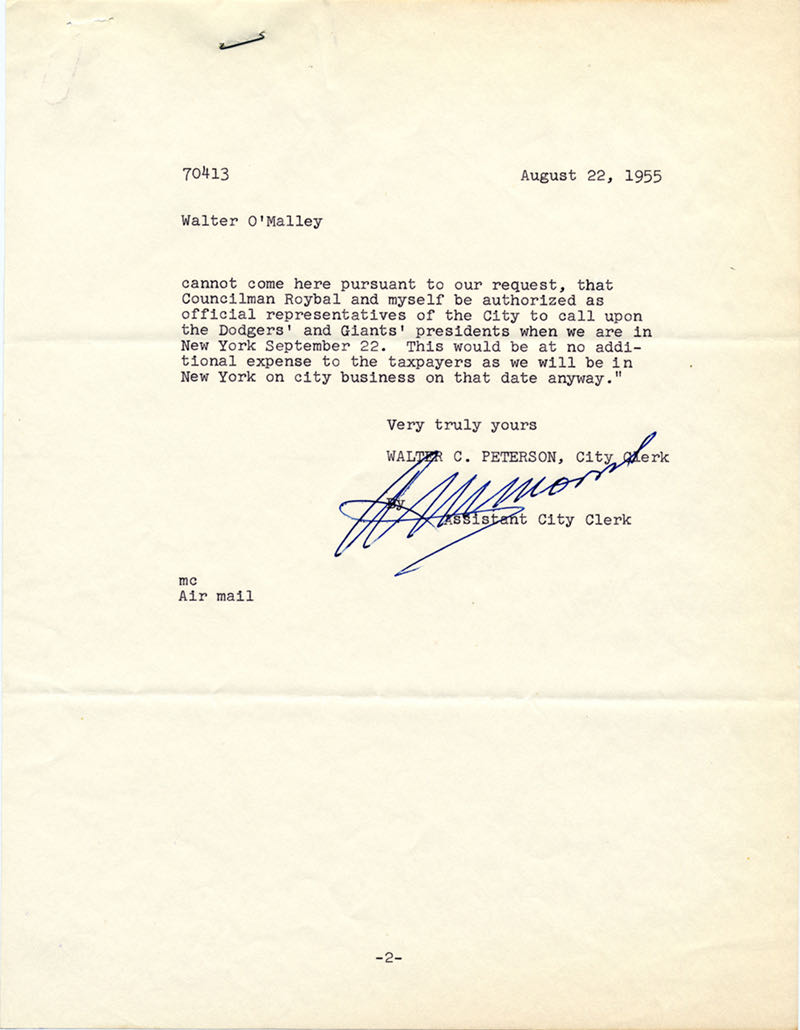 70413 August 22, 1955
Walter O'Malley
cannot come here pursuant to our request, that
Councilman Roybal and myself be authorized as
official representatives of the City to call upon
the Dodgers' and Giants' presidents when we are in
New York September 22.  This would be at no addi-
tional expense to the taxpayers as we will be in
New York on city business on that date anyway."
Very truly yours
WALTER C. PETERSON, City Clerk
By
Assistant City Clerk
mc
Air mail
-2-